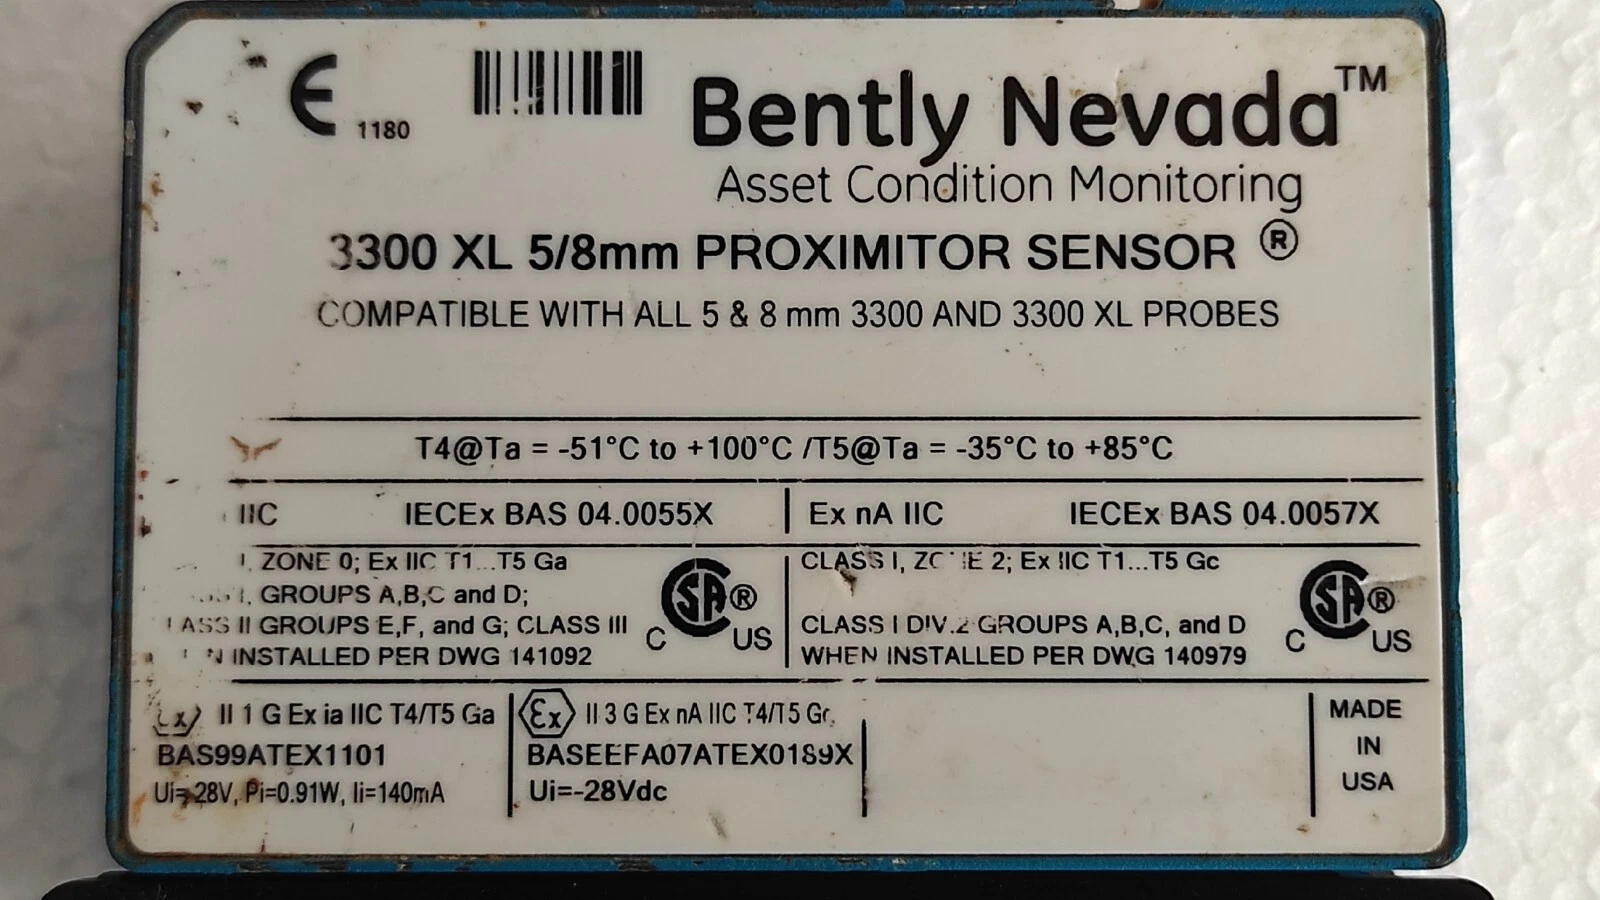 1180
Bently Nevada™
Asset Condition Monitoring
3300 XL 5/8mm PROXIMITOR SENSOR ®
COMPATIBLE WITH ALL 5 & 8 mm 3300 AND 3300 XL PROBES
T4@Ta = -51°C to +100°C /T5@Ta = -35°C to +85°C
IIC IECEx BAS 04.0055X
Ex nA IIC IECEx BAS 04.0057X
I, ZONE 0; Ex IIC T1...T5 Ga
I, GROUPS A,B,C and D;
II GROUPS E,F, and G; CLASS III
INSTALLED PER DWG 141092
SA® C US
CLASS I, 2; Ex IIC T1...T5 Gc
CLASS I DIV.2 GROUPS A,B,C, and D
WHEN INSTALLED PER DWG 140979
SA® C US
Ex II 1 G Ex ia IIC T4/T5 Ga
BAS99ATEX1101
Ui=-28V, Pi=0.91W, Ii=140mA
Ex II 3 G Ex nA IIC T4/T5 Gc
BASEEFA07ATEX0189X
Ui=-28Vdc
MADE
IN
USA